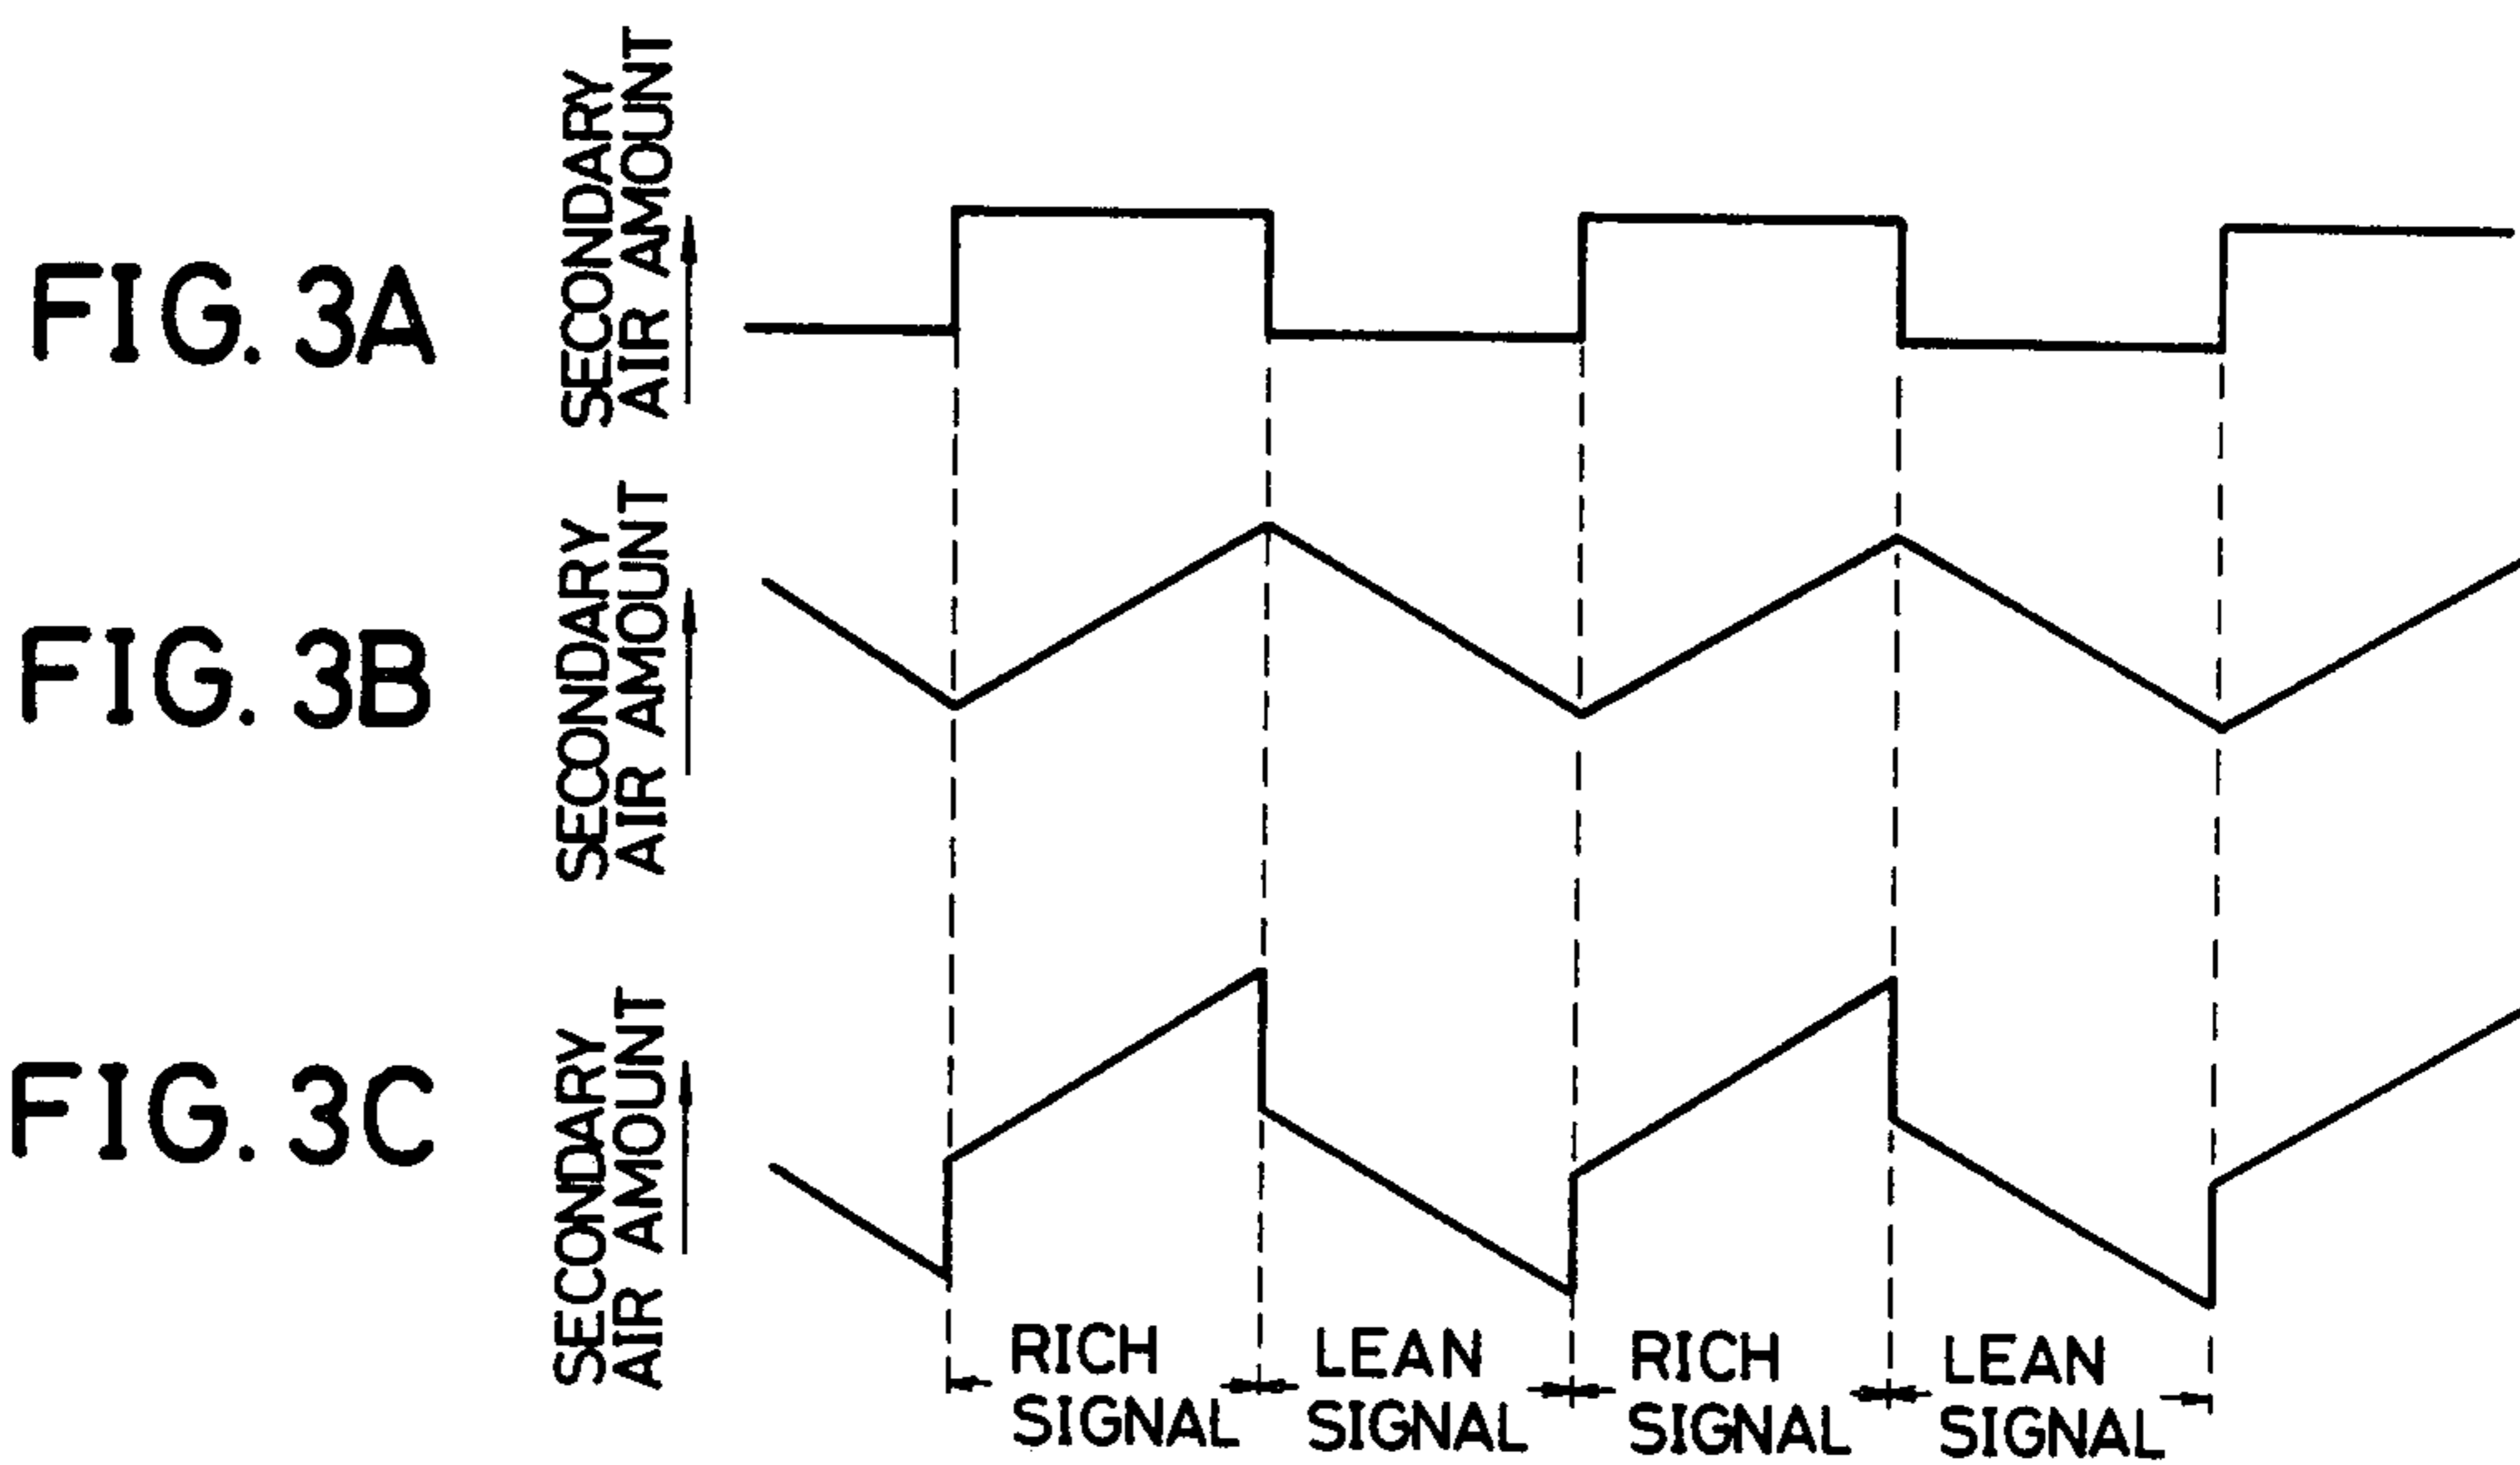 FIG. 3A
SECONDARY
AIR AMOUNT
FIG. 3B
SECONDARY
AIR AMOUNT
FIG. 3C
SECONDARY
AIR AMOUNT
RICH
SIGNAL
LEAN
SIGNAL
RICH
SIGNAL
LEAN
SIGNAL